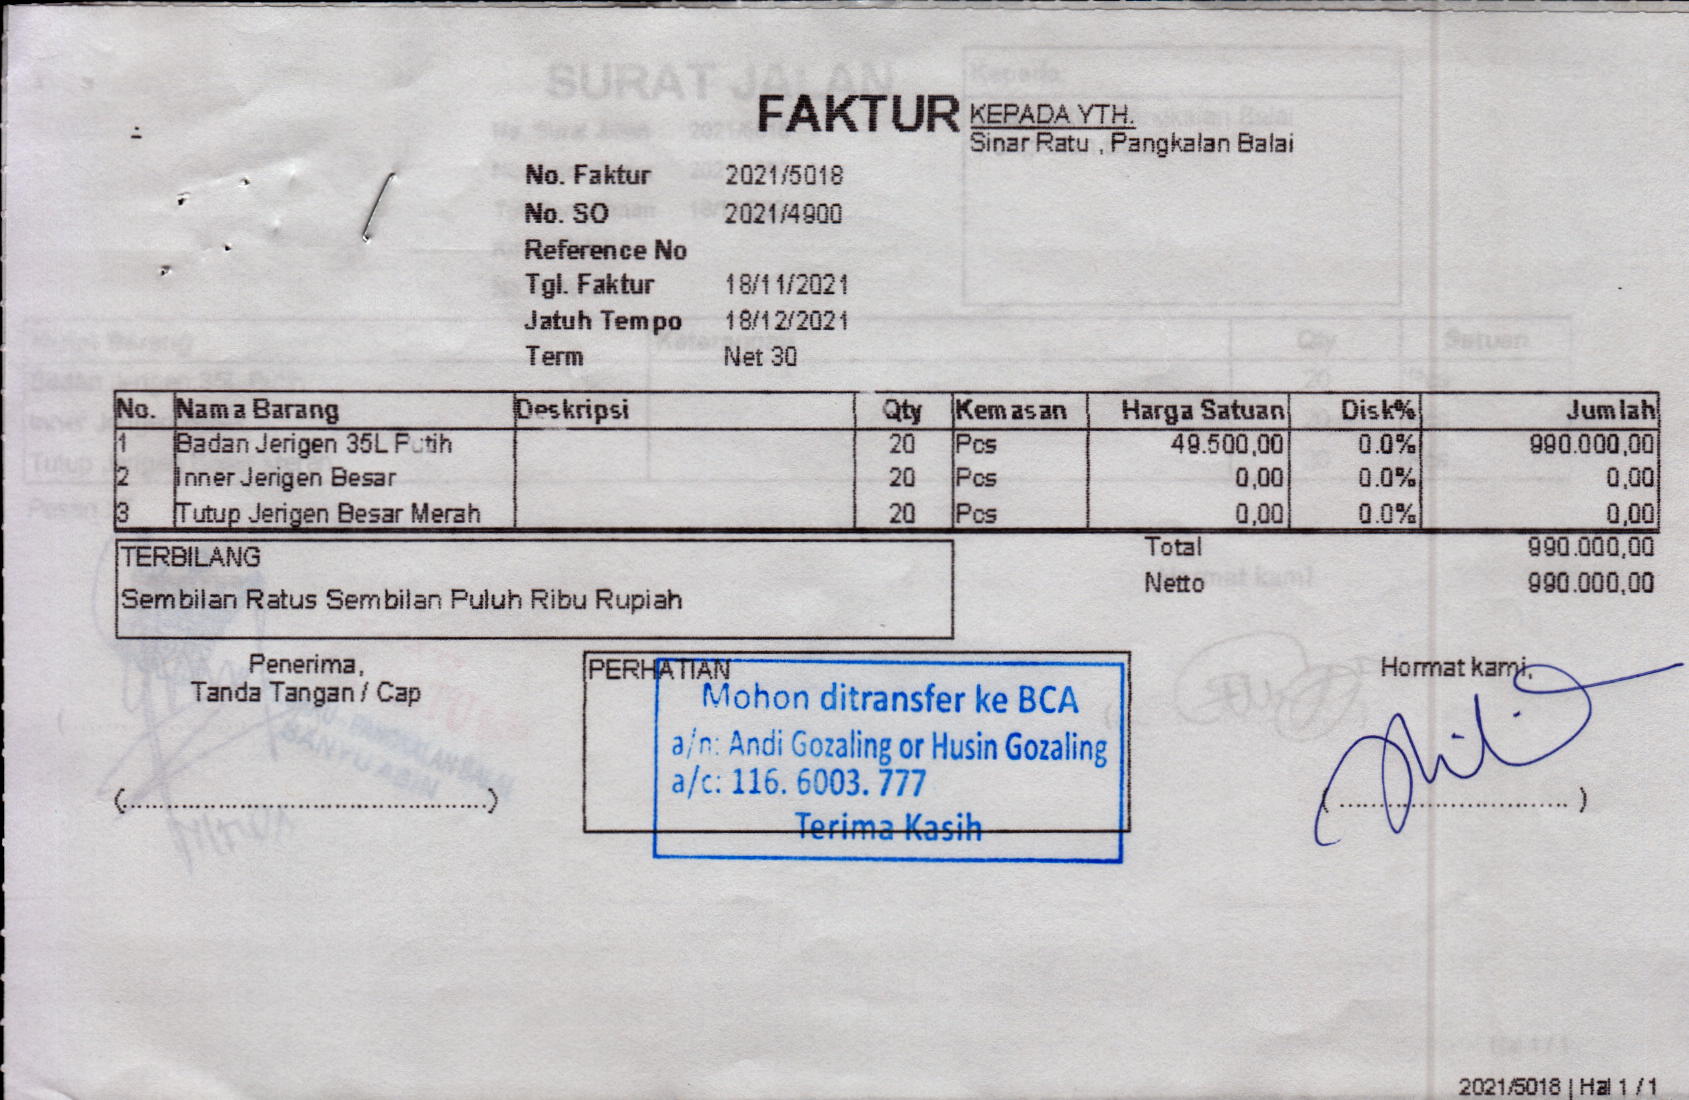 FAKTUR
KEPADA YTH.
Sinar Ratu , Pangkalan Balai
No. Faktur 2021/5018
No. SO 2021/4900
Reference No
Tgl. Faktur 18/11/2021
Jatuh Tempo 18/12/2021
Term Net 30
No. Nama Barang Deskripsi Qty Kemasan Harga Satuan Disk% Jumlah
1 Badan Jerigen 35L Putih 20 Pcs 49.500,00 0.0% 990.000,00
2 Inner Jerigen Besar 20 Pcs 0,00 0.0% 0,00
3 Tutup Jerigen Besar Merah 20 Pcs 0,00 0.0% 0,00
TERBILANG
Sembilan Ratus Sembilan Puluh Ribu Rupiah
Total 990.000,00
Netto 990.000,00
Penerima,
Tanda Tangan / Cap
(..........................................)
PERHATIAN
Mohon ditransfer ke BCA
a/n: Andi Gozaling or Husin Gozaling
a/c: 116. 6003. 777
Terima Kasih
Hormat kami,
( .............................. )
2021/5018 | Hal 1 / 1